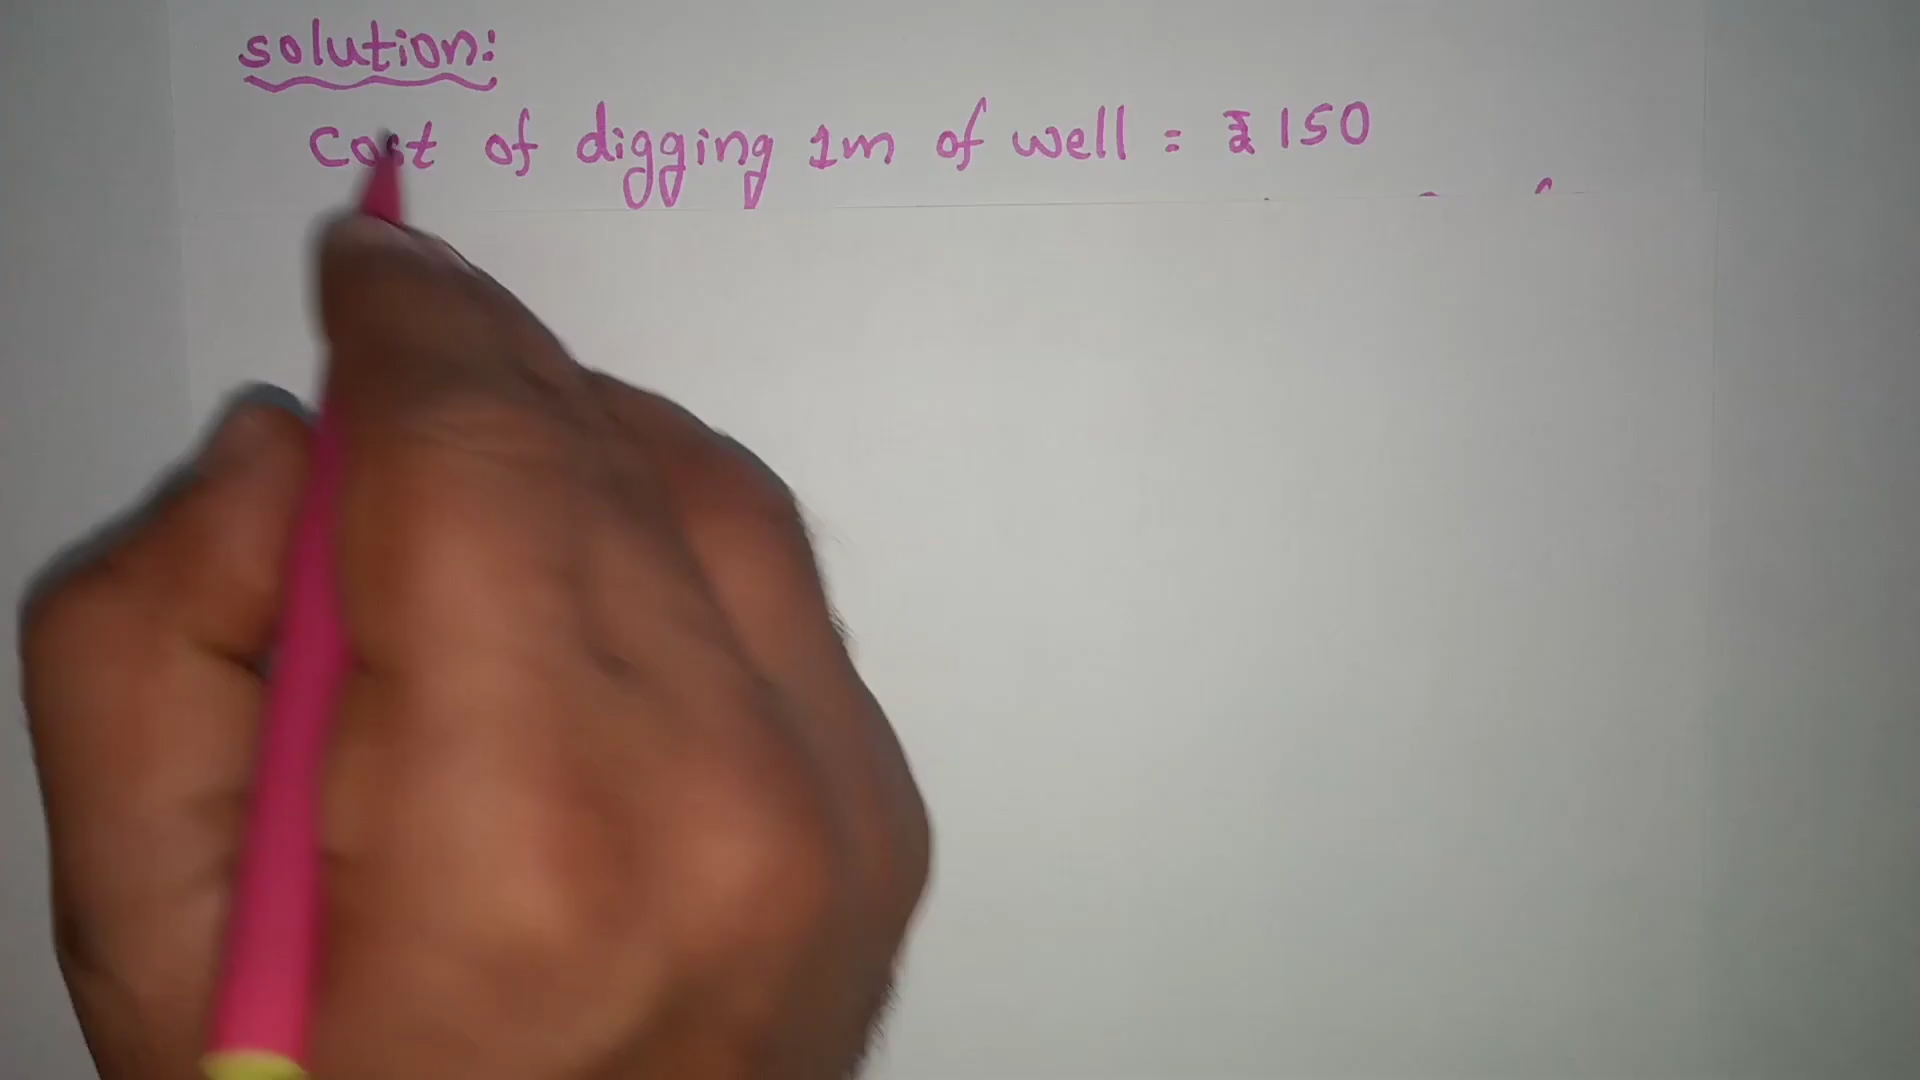 solution:
cost of digging 1m of well = ₹ 150